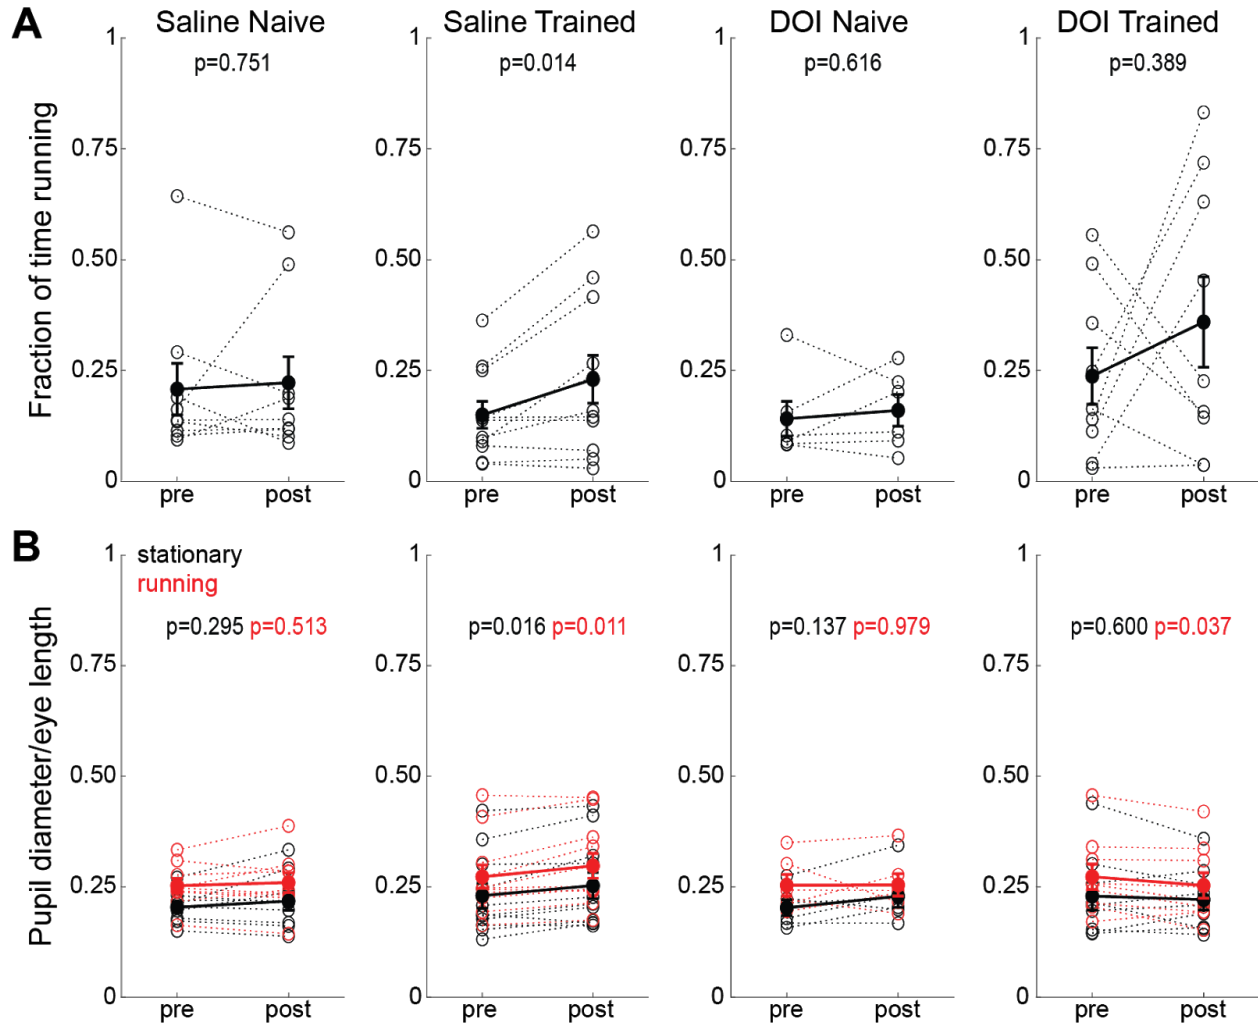 A
Saline Naive
Saline Trained
DOI Naive
DOI Trained
p=0.751
p=0.014
p=0.616
p=0.389
Fraction of time running
1
0.75
0.50
0.25
0
pre
post
1
0.75
0.50
0.25
0
pre
post
1
0.75
0.50
0.25
0
pre
post
1
0.75
0.50
0.25
0
pre
post
B
stationary
running
p=0.295 p=0.513
p=0.016 p=0.011
p=0.137 p=0.979
p=0.600 p=0.037
Pupil diameter/eye length
1
0.75
0.50
0.25
0
pre
post
1
0.75
0.50
0.25
0
pre
post
1
0.75
0.50
0.25
0
pre
post
1
0.75
0.50
0.25
0
pre
post